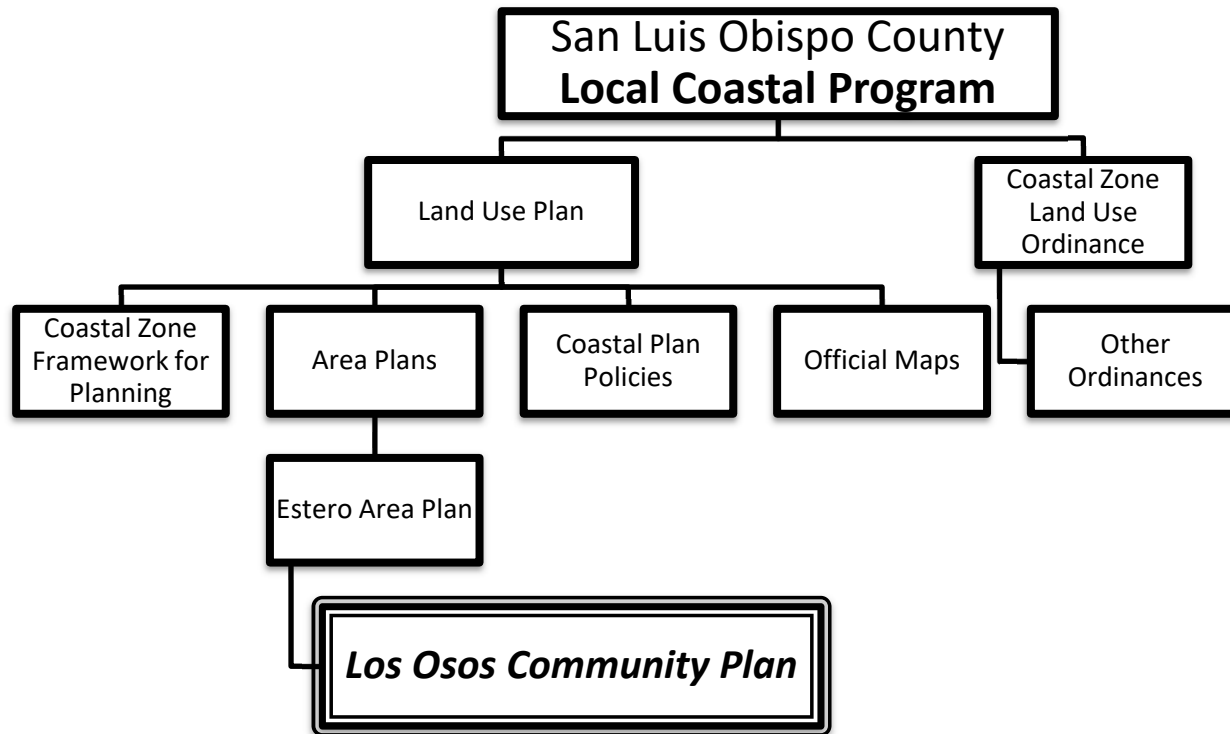 San Luis Obispo County
Local Coastal Program
Land Use Plan
Coastal Zone
Land Use
Ordinance
Coastal Zone
Framework for
Planning
Area Plans
Coastal Plan
Policies
Official Maps
Other
Ordinances
Estero Area Plan
Los Osos Community Plan